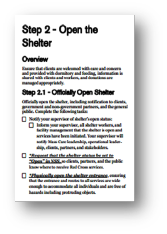 Step 2 - Open the
Shelter
Overview
Ensure that clients are welcomed with care and concern
and provided with dormitory and feeding, information is
shared with clients and workers, and donations are
managed appropriately.
Step 2.1 - Officially Open Shelter
Officially open the shelter, including notification to clients,
government and non-government partners, and the general
public. Complete the following tasks:
Notify your supervisor of shelter's open status:
Inform your supervisor, all shelter workers, and
facility management that the shelter is open and
services have been initiated. Your supervisor will
notify Mass Care leadership, operational leader-
ship, clients, partners, and stakeholders.
*Request that the shelter status be set to
"Open" in NSS, so clients, partners, and the public
know where to receive Red Cross services.
*Physically open the shelter entrance, ensuring
that the entrance and routes to all services are wide
enough to accommodate all individuals and are free of
hazards including protruding objects.